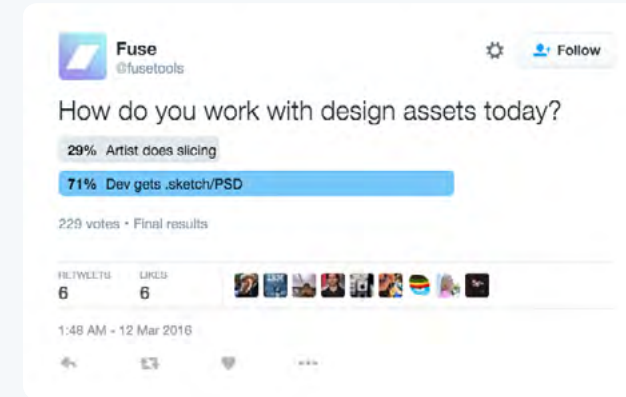 Fuse
@fusetools
Follow
How do you work with design assets today?
29% Artist does slicing
71% Dev gets .sketch/PSD
229 votes • Final results
RETWEETS LIKES
6 6
1:48 AM - 12 Mar 2016